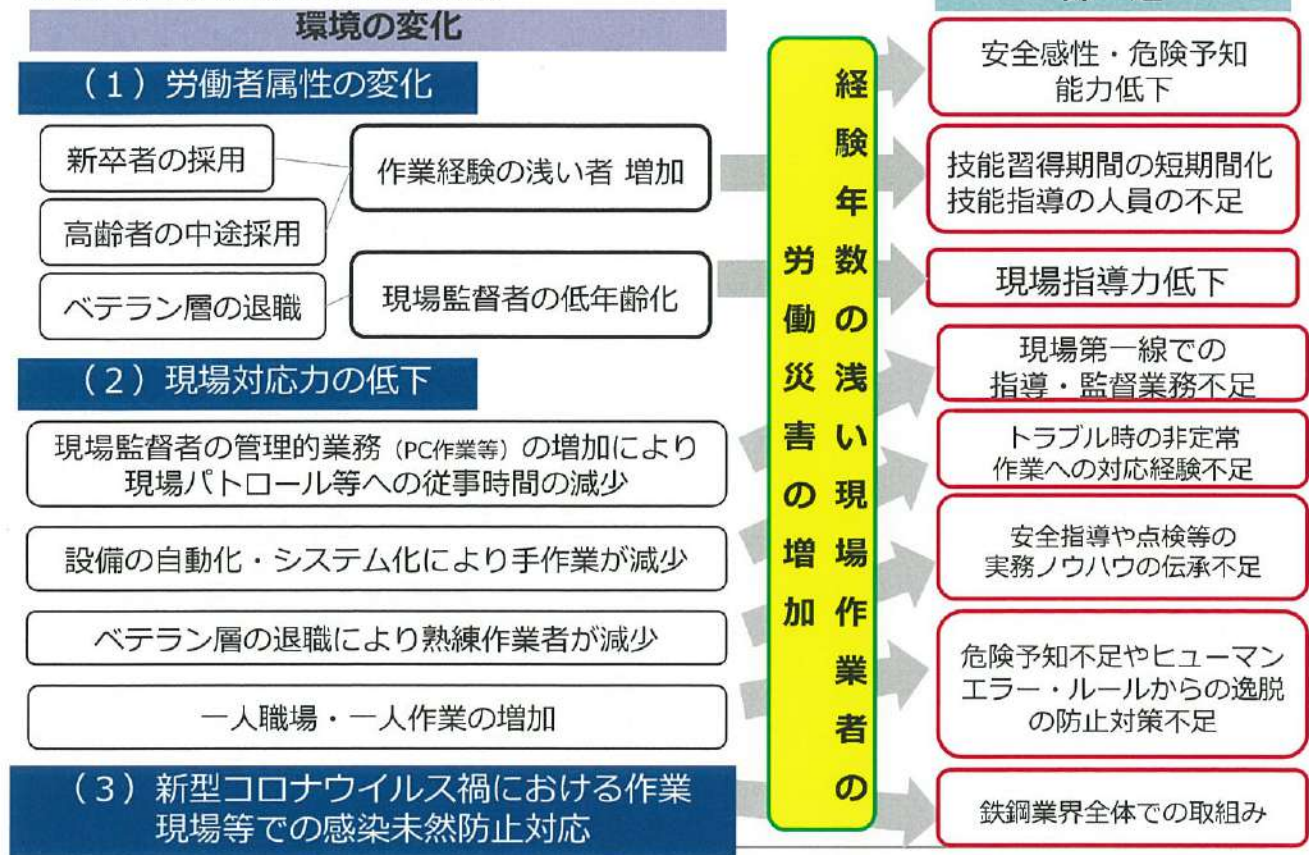 環境の変化
(1)労働者属性の変化
新卒者の採用
高齢者の中途採用
ベテラン層の退職
作業経験の浅い者 増加
現場監督者の低年齢化
(2)現場対応力の低下
現場監督者の管理的業務(PC作業等)の増加により
現場パトロール等への従事時間の減少
設備の自動化・システム化により手作業が減少
ベテラン層の退職により熟練作業者が減少
一人職場・一人作業の増加
(3)新型コロナウイルス禍における作業
現場等での感染未然防止対応
経験年数の浅い現場作業者の
労働災害の増加
安全感性・危険予知
能力低下
技能習得期間の短期間化
技能指導の人員の不足
現場指導力低下
現場第一線での
指導・監督業務不足
トラブル時の非定常
作業への対応経験不足
安全指導や点検等の
実務ノウハウの伝承不足
危険予知不足やヒューマン
エラー・ルールからの逸脱
の防止対策不足
鉄鋼業界全体での取組み